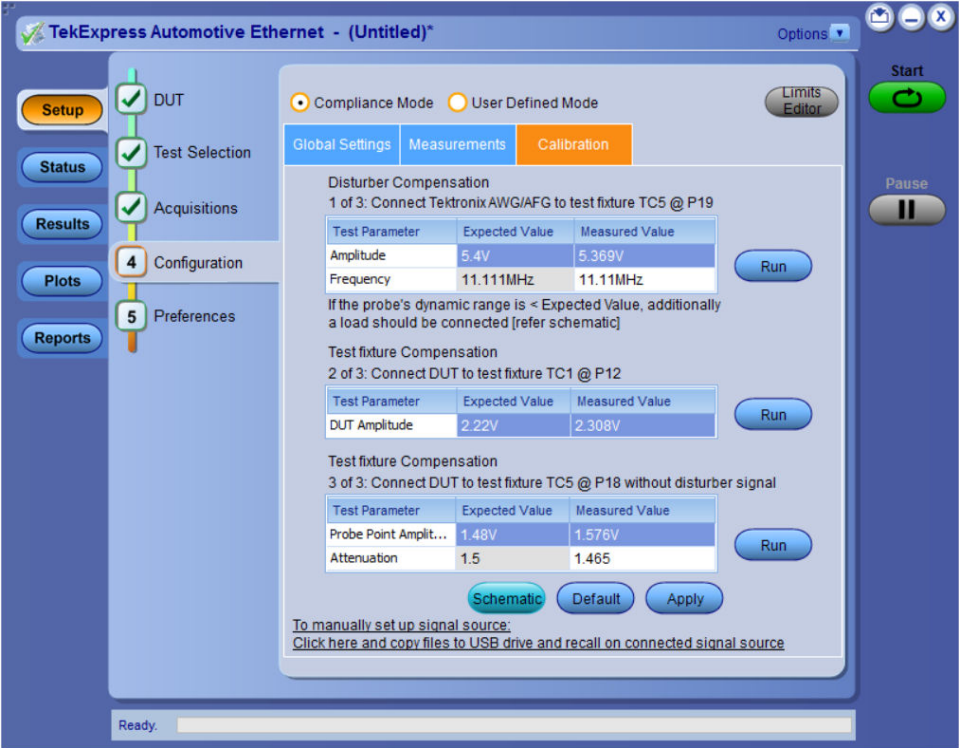 TekExpress Automotive Ethernet - (Untitled)*
Options
Start
Pause
Setup
Status
Results
Plots
Reports
DUT
Test Selection
Acquisitions
4 Configuration
5 Preferences
Compliance Mode User Defined Mode
Limits
Editor
Global Settings Measurements Calibration
Disturber Compensation
1 of 3: Connect Tektronix AWG/AFG to test fixture TC5 @ P19
Test Parameter Expected Value Measured Value
Amplitude 5.4V 5.369V
Frequency 11.111MHz 11.11MHz
Run
If the probe's dynamic range is < Expected Value, additionally
a load should be connected [refer schematic]
Test fixture Compensation
2 of 3: Connect DUT to test fixture TC1 @ P12
Test Parameter Expected Value Measured Value
DUT Amplitude 2.22V 2.308V
Run
Test fixture Compensation
3 of 3: Connect DUT to test fixture TC5 @ P18 without disturber signal
Test Parameter Expected Value Measured Value
Probe Point Amplit... 1.48V 1.576V
Attenuation 1.5 1.465
Run
Schematic Default Apply
To manually set up signal source:
Click here and copy files to USB drive and recall on connected signal source
Ready.